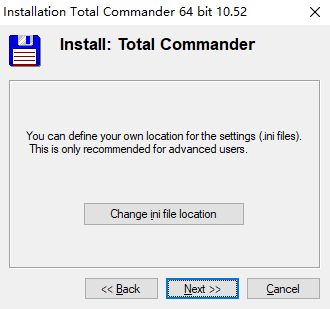 Installation Total Commander 64 bit 10.52
Install: Total Commander
You can define your own location for the settings (.ini files).
This is only recommended for advanced users.
Change ini file location
<< Back
Next >>
Cancel